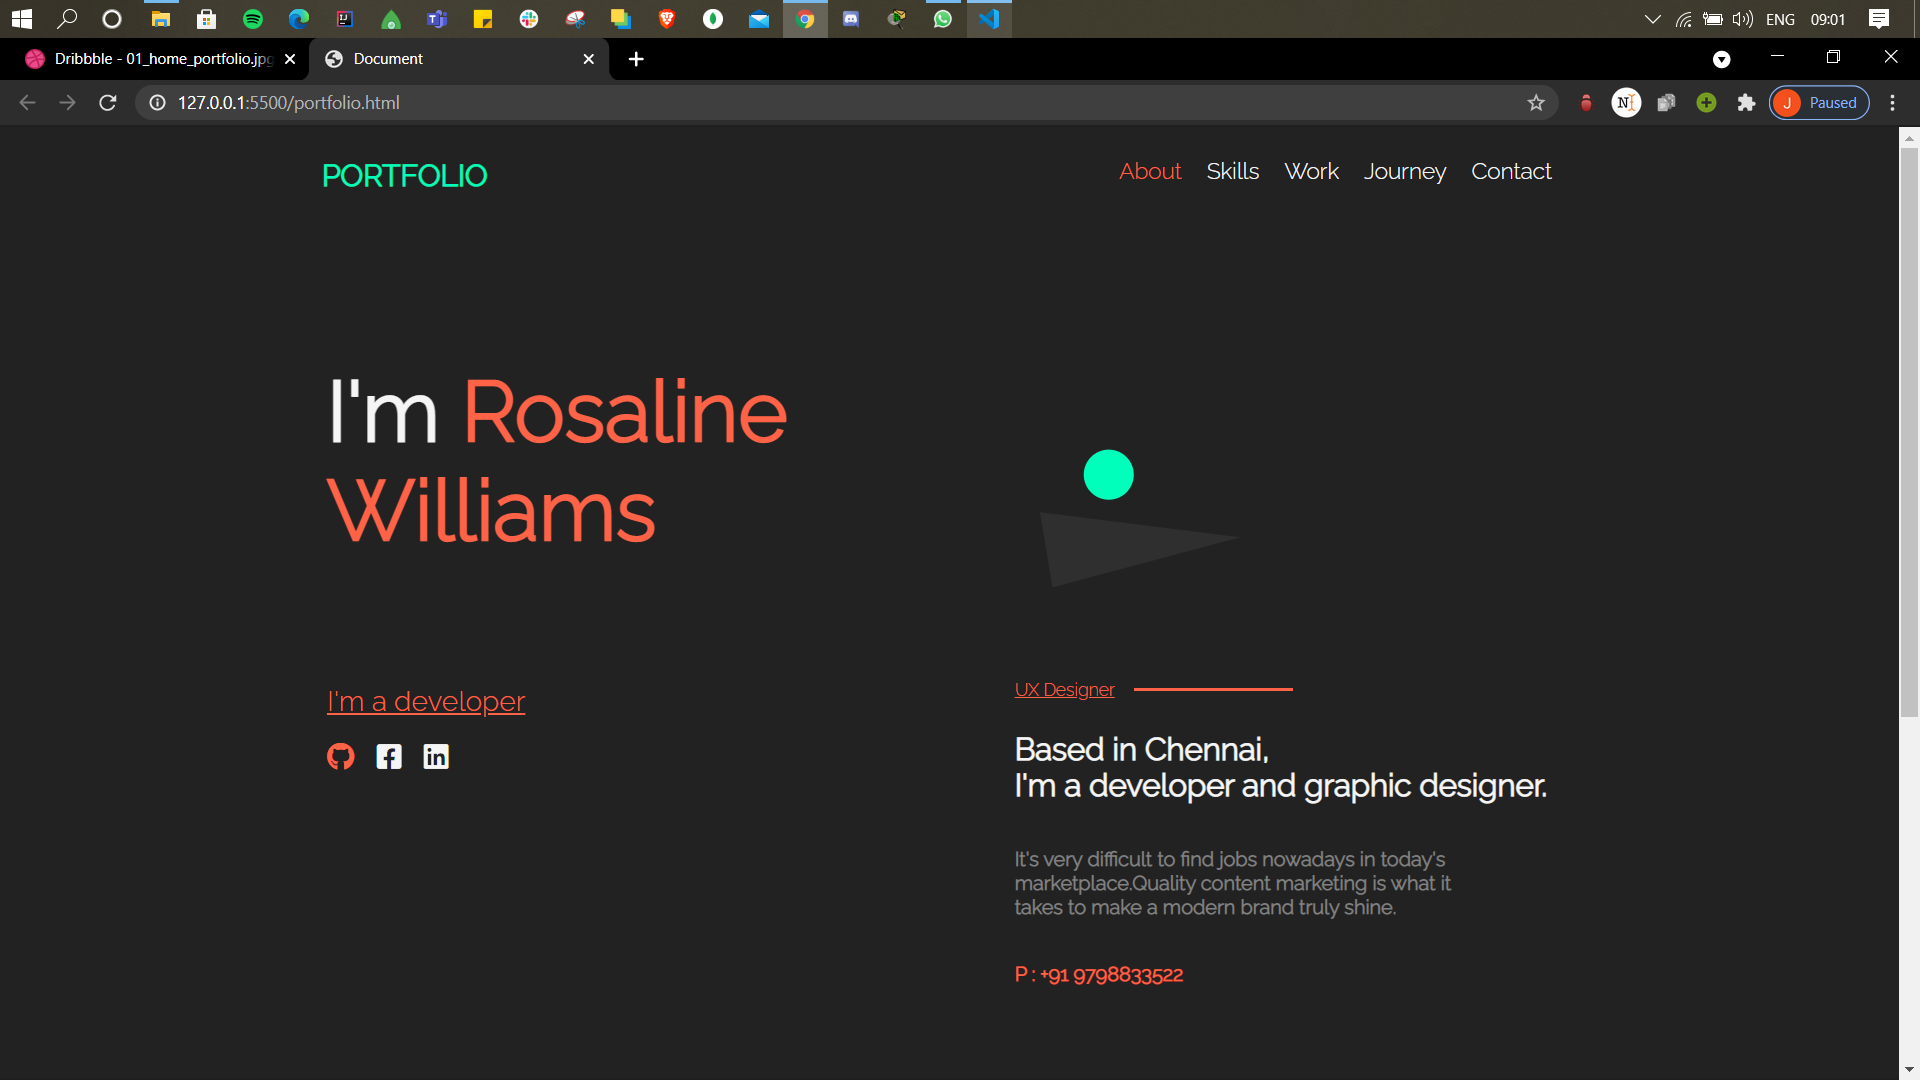 ENG 09:01
Dribbble - 01_home_portfolio.jpg
Document
127.0.0.1:5500/portfolio.html
J Paused
PORTFOLIO
About Skills Work Journey Contact
I'm Rosaline
Williams
I'm a developer
UX Designer
Based in Chennai,
I'm a developer and graphic designer.
It's very difficult to find jobs nowadays in today's
marketplace.Quality content marketing is what it
takes to make a modern brand truly shine.
P : +91 9798833522